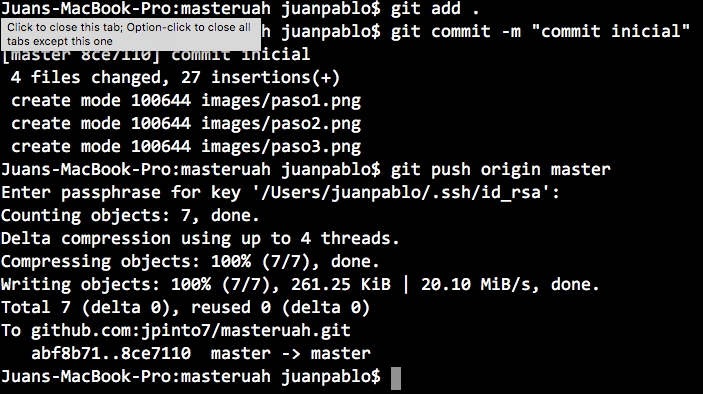 Juans-MacBook-Pro:masteruah juanpablo$ git add .
Click to close this tab; Option-click to close all
tabs except this one
juanpablo$ git commit -m "commit inicial"
[master 8ce7110] commit inicial
4 files changed, 27 insertions(+)
create mode 100644 images/paso1.png
create mode 100644 images/paso2.png
create mode 100644 images/paso3.png
Juans-MacBook-Pro:masteruah juanpablo$ git push origin master
Enter passphrase for key '/Users/juanpablo/.ssh/id_rsa':
Counting objects: 7, done.
Delta compression using up to 4 threads.
Compressing objects: 100% (7/7), done.
Writing objects: 100% (7/7), 261.25 KiB | 20.10 MiB/s, done.
Total 7 (delta 0), reused 0 (delta 0)
To github.com:jpinto7/masteruah.git
abf8b71..8ce7110  master -> master
Juans-MacBook-Pro:masteruah juanpablo$